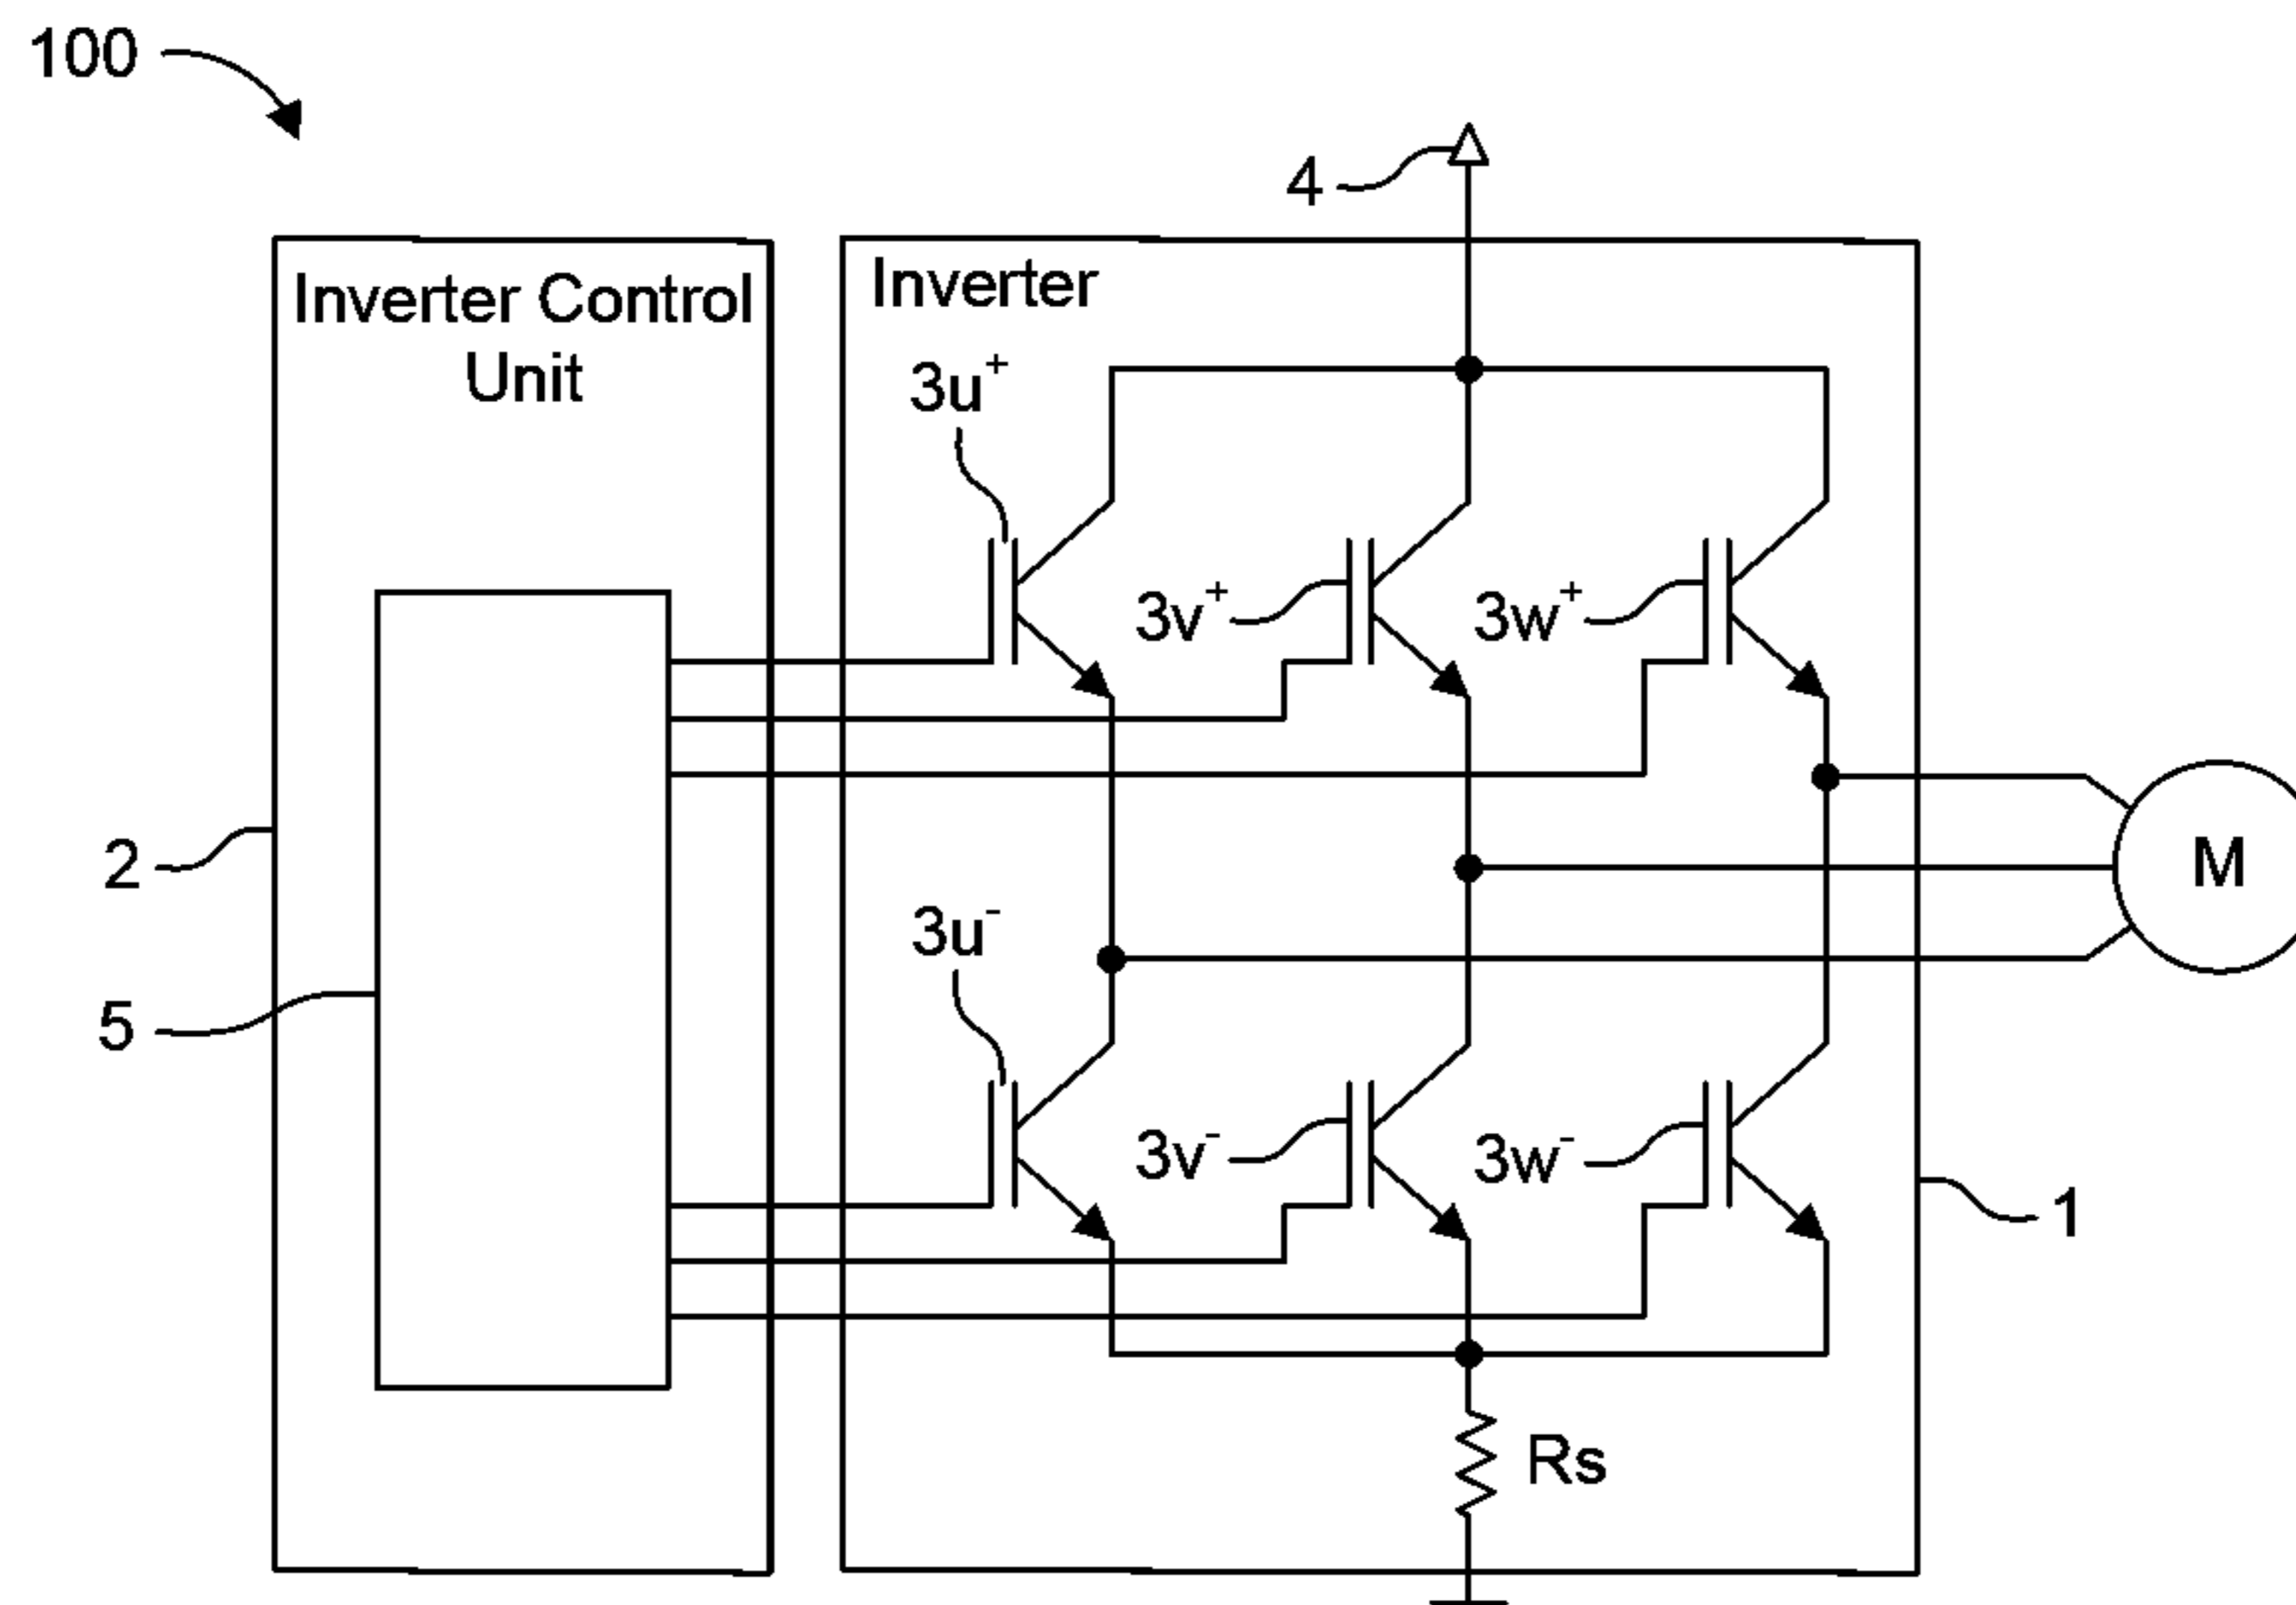 100
4
Inverter Control
Unit
Inverter
3u⁺
3v⁺
3w⁺
2
M
3u⁻
5
3v⁻
3w⁻
1
Rs